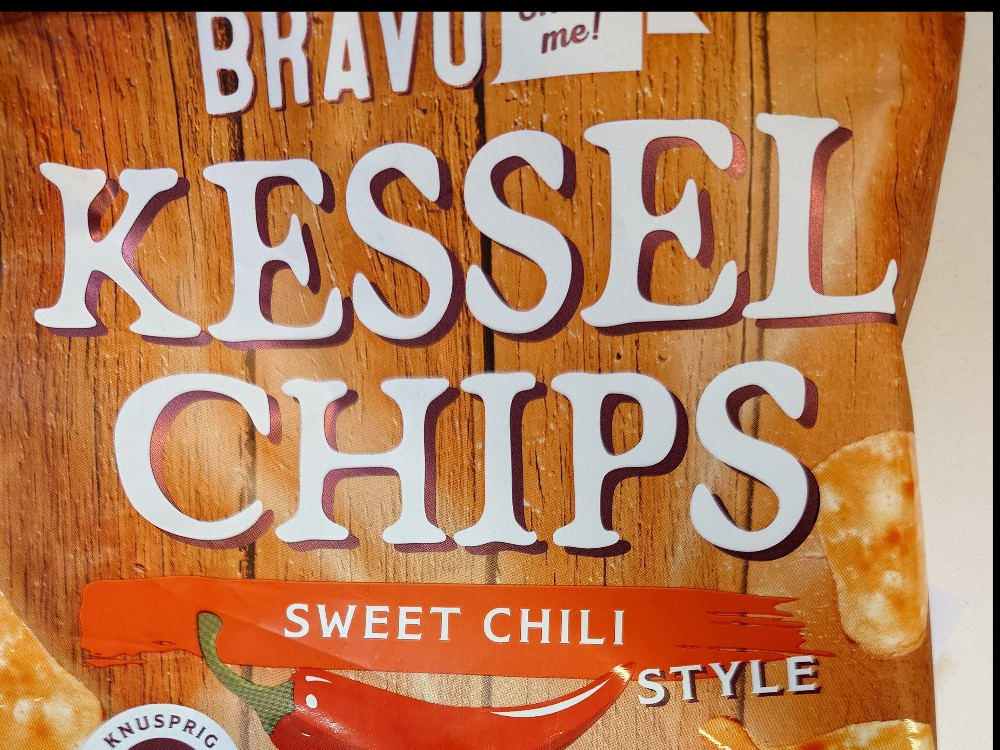 BRAVO
me!
KESSEL
CHIPS
SWEET CHILI
STYLE
KNUSPRIG